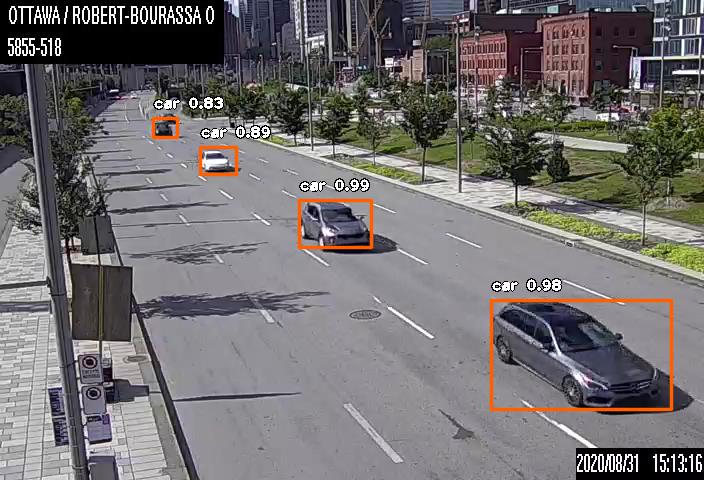 OTTAWA / ROBERT-BOURASSA O
5855-518
car 0.83
car 0.89
car 0.99
car 0.98
2020/08/31 15:13:16